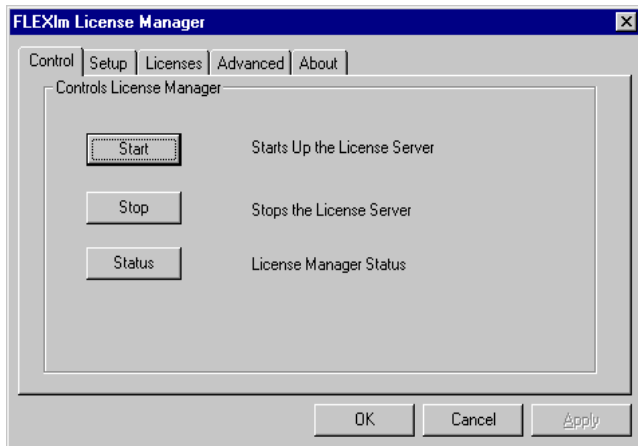 FLEXlm License Manager
Control Setup Licenses Advanced About
Controls License Manager
Start Starts Up the License Server
Stop Stops the License Server
Status License Manager Status
OK Cancel Apply